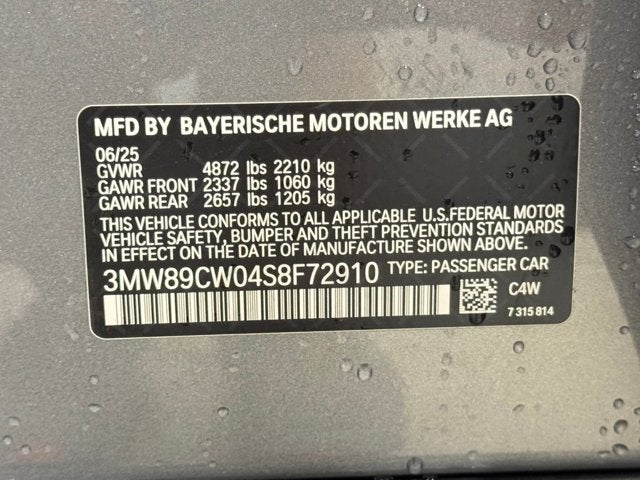 MFD BY BAYERISCHE MOTOREN WERKE AG
06/25
GVWR 4872 lbs 2210 kg
GAWR FRONT 2337 lbs 1060 kg
GAWR REAR 2657 lbs 1205 kg
THIS VEHICLE CONFORMS TO ALL APPLICABLE U.S.FEDERAL MOTOR
VEHICLE SAFETY, BUMPER AND THEFT PREVENTION STANDARDS
IN EFFECT ON THE DATE OF MANUFACTURE SHOWN ABOVE.
3MW89CW04S8F72910 TYPE: PASSENGER CAR
C4W
7 315 814